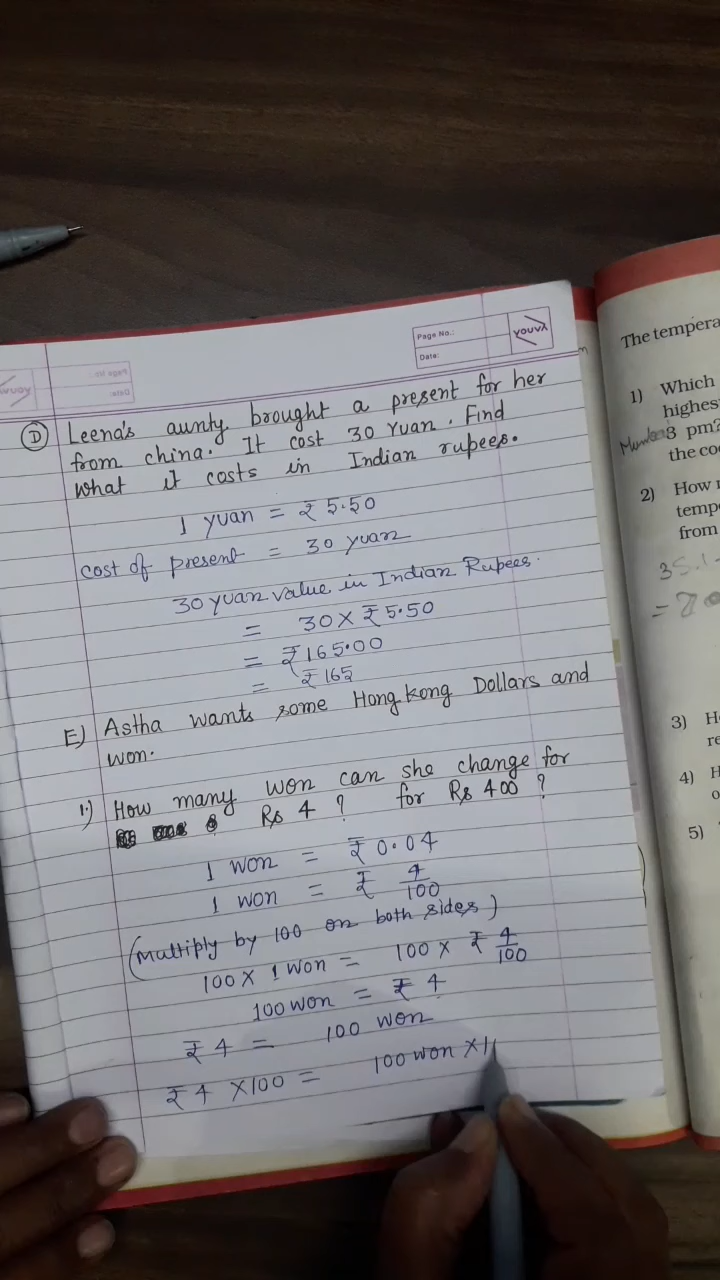 Page No.:
Date:
YOUVA
D Leena's aunty brought a present for her
from china. It cost 30 Yuan. Find
what it costs in Indian rupees.
1 yuan = ₹5.50
cost of present = 30 yuan
30 yuan value in Indian Rupees.
= 30 × ₹5.50
= ₹165.00
= ₹165
E) Astha wants some Hong kong Dollars and
won.
1.) How many won can she change for
Rs 4 ? for Rs 400 ?
1 won = ₹0.04
1 won = ₹ 4/100
(Multiply by 100 on both sides)
100 × 1 won = 100 × ₹ 4/100
100 won = ₹ 4
₹ 4 = 100 won
₹ 4 ×100 = 100 won ×1
The tempera
1) Which
highes
3 pm?
the co
2) How
temp
from
3) H
re
4) H
5)